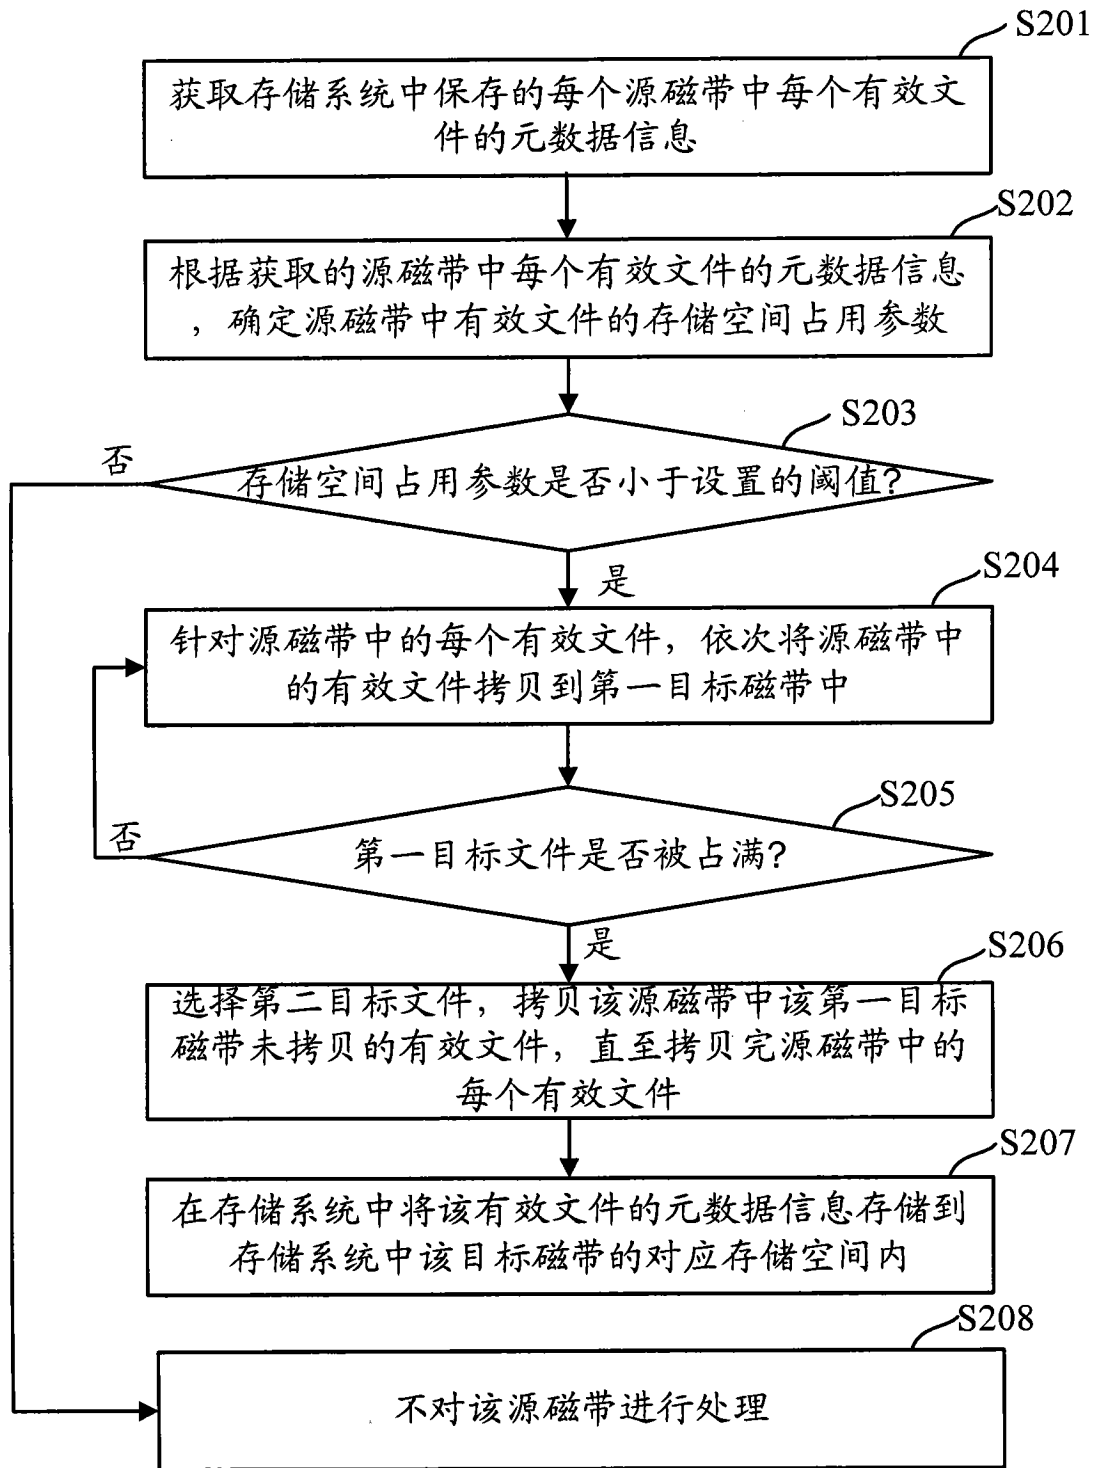 S201
获取存储系统中保存的每个源磁带中每个有效文
件的元数据信息
S202
根据获取的源磁带中每个有效文件的元数据信息
，确定源磁带中有效文件的存储空间占用参数
S203
否
存储空间占用参数是否小于设置的阈值?
是
S204
针对源磁带中的每个有效文件，依次将源磁带中
的有效文件拷贝到第一目标磁带中
S205
否
第一目标文件是否被占满?
是
S206
选择第二目标文件，拷贝该源磁带中该第一目标
磁带未拷贝的有效文件，直至拷贝完源磁带中的
每个有效文件
S207
在存储系统中将该有效文件的元数据信息存储到
存储系统中该目标磁带的对应存储空间内
S208
不对该源磁带进行处理